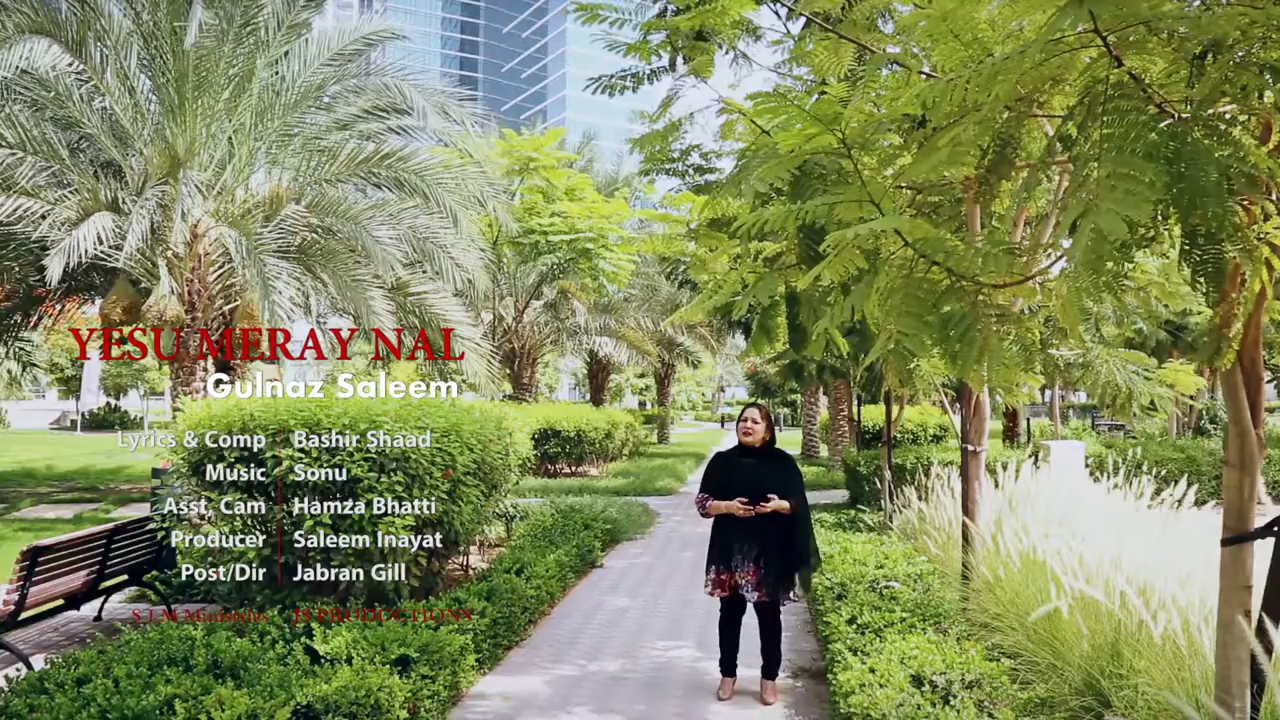 YESU MERAY NAL
Gulnaz Saleem
Lyrics & Comp Bashir Shaad
Music Sonu
Asst, Cam Hamza Bhatti
Producer Saleem Inayat
Post/Dir Jabran Gill
JS PRODUCTIONS